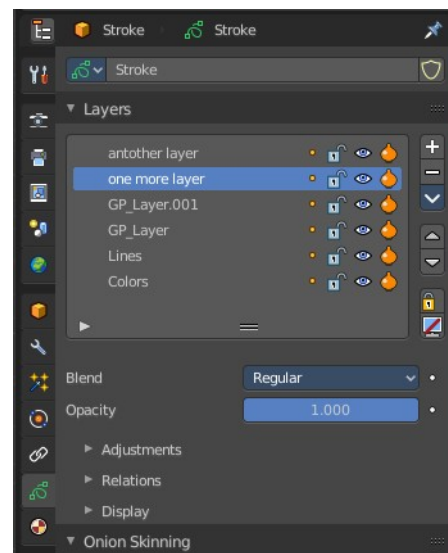 Stroke Stroke
Stroke
Layers
antother layer
one more layer
GP_Layer.001
GP_Layer
Lines
Colors
Blend Regular
Opacity 1.000
Adjustments
Relations
Display
Onion Skinning